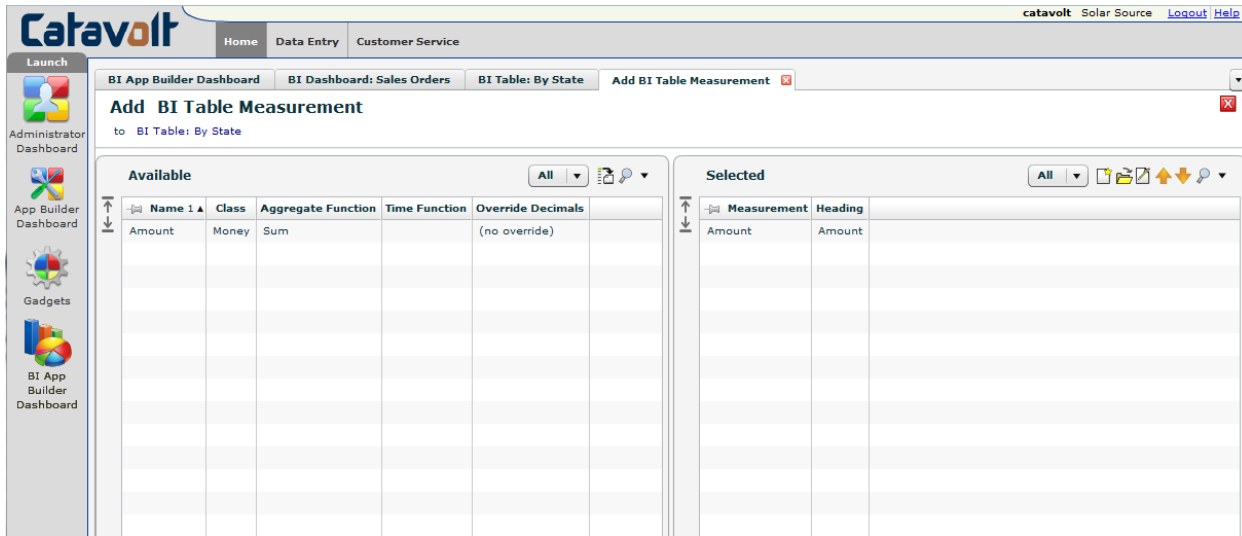 catavolt Solar Source Logout Help
Catavolt
Home Data Entry Customer Service
Launch
Administrator
Dashboard
App Builder
Dashboard
Gadgets
BI App
Builder
Dashboard
BI App Builder Dashboard BI Dashboard: Sales Orders BI Table: By State Add BI Table Measurement
Add BI Table Measurement
to BI Table: By State
Available All
Name 1 Class Aggregate Function Time Function Override Decimals
Amount Money Sum (no override)
Selected All
Measurement Heading
Amount Amount